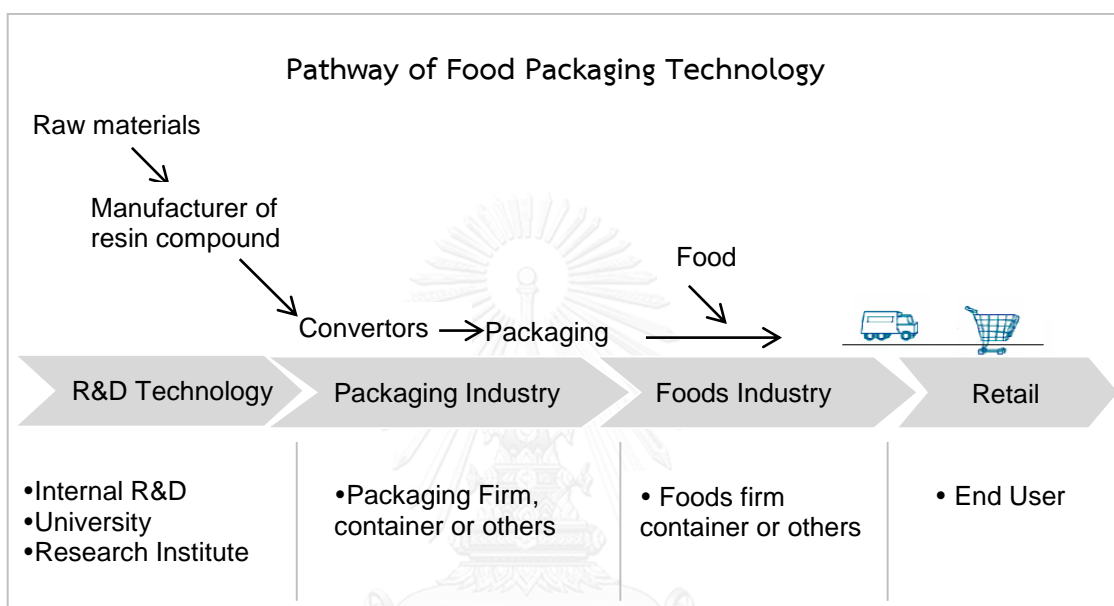 Pathway of Food Packaging Technology
Raw materials
Manufacturer of
resin compound
Food
Convertors
Packaging
R&D Technology
Packaging Industry
Foods Industry
Retail
•Internal R&D
•University
•Research Institute
•Packaging Firm,
container or others
• Foods firm
container or others
• End User